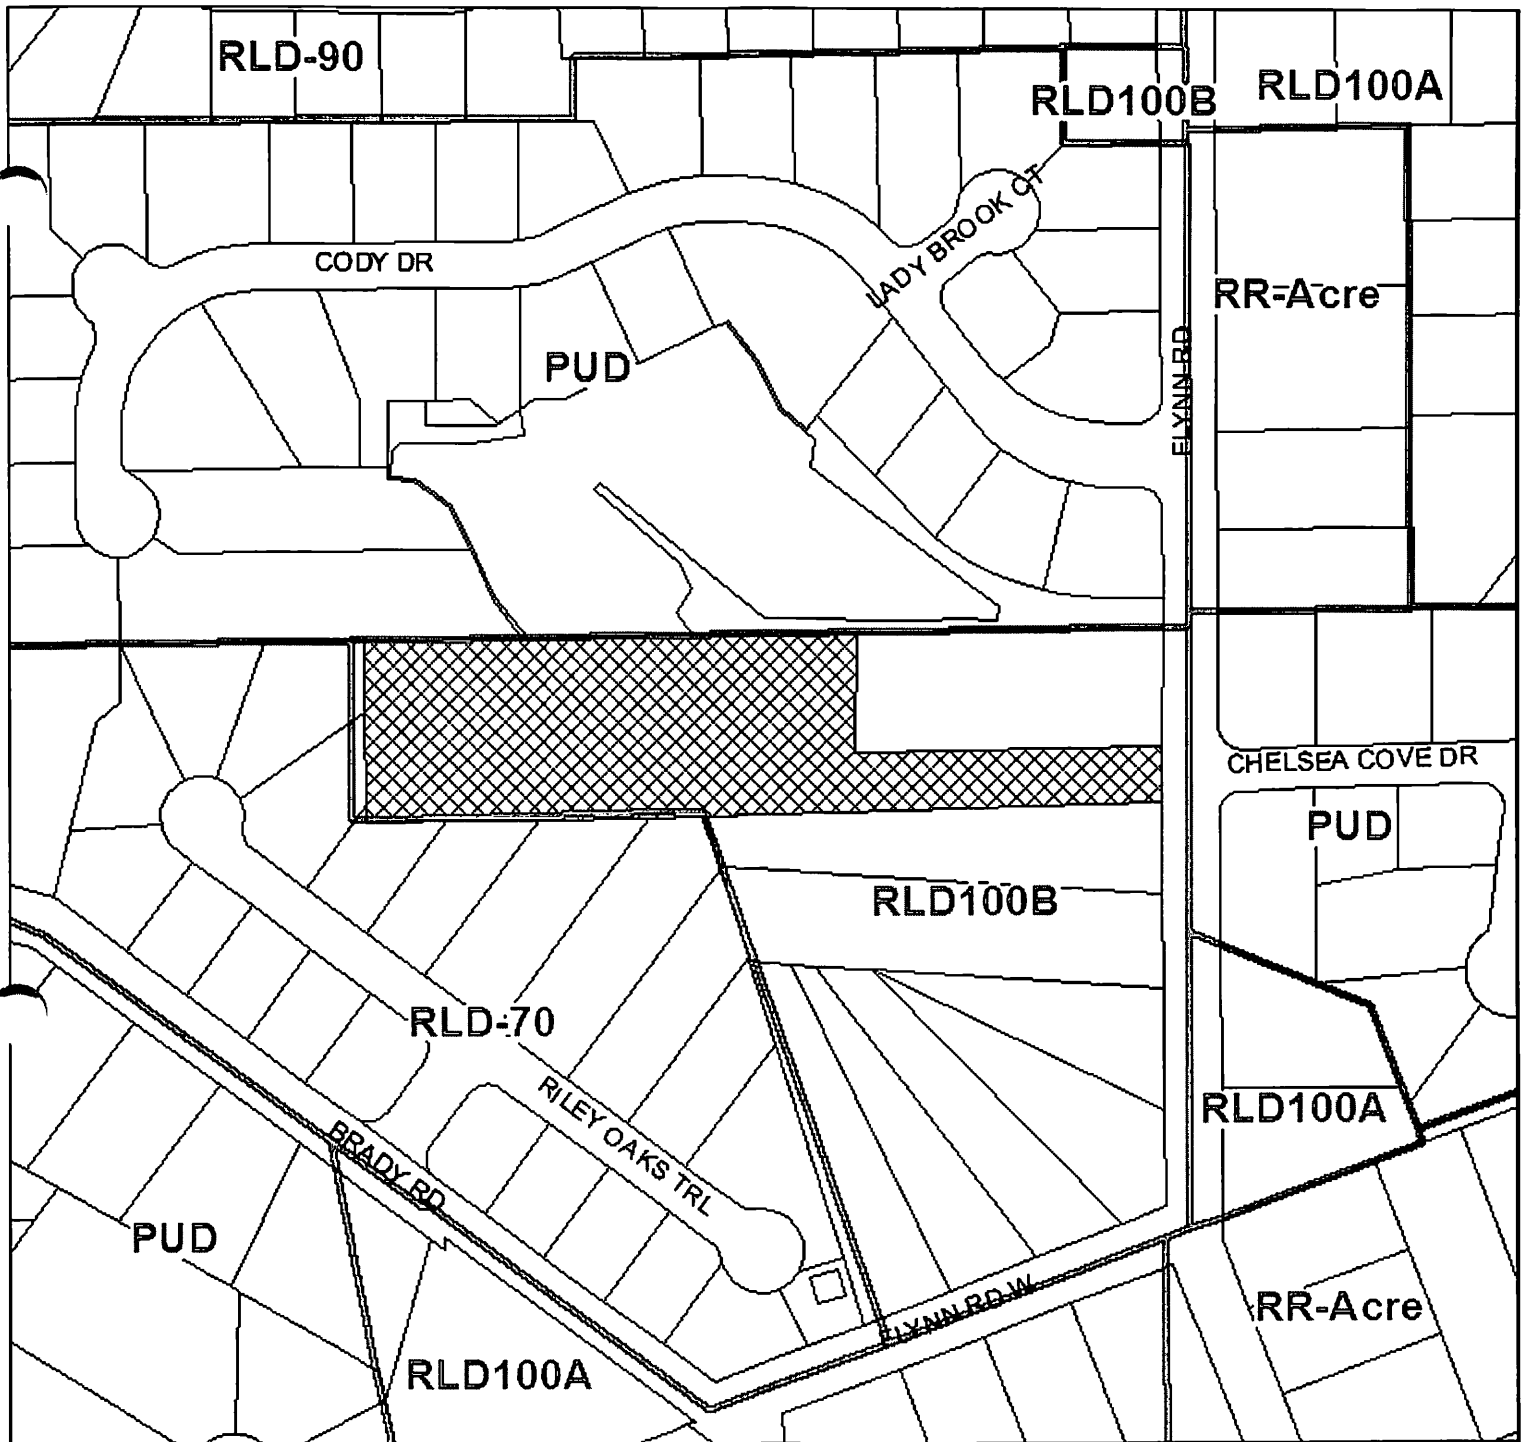 RLD-90
RLD100B
RLD100A
LADY BROOK CT
CODY DR
RR-Acre
PUD
FLYNN RD
CHELSEA COVE DR
PUD
RLD100B
RLD-70
RILEY OAKS TRL
RLD100A
BRADY RD
PUD
FLYNN RD W
RR-Acre
RLD100A